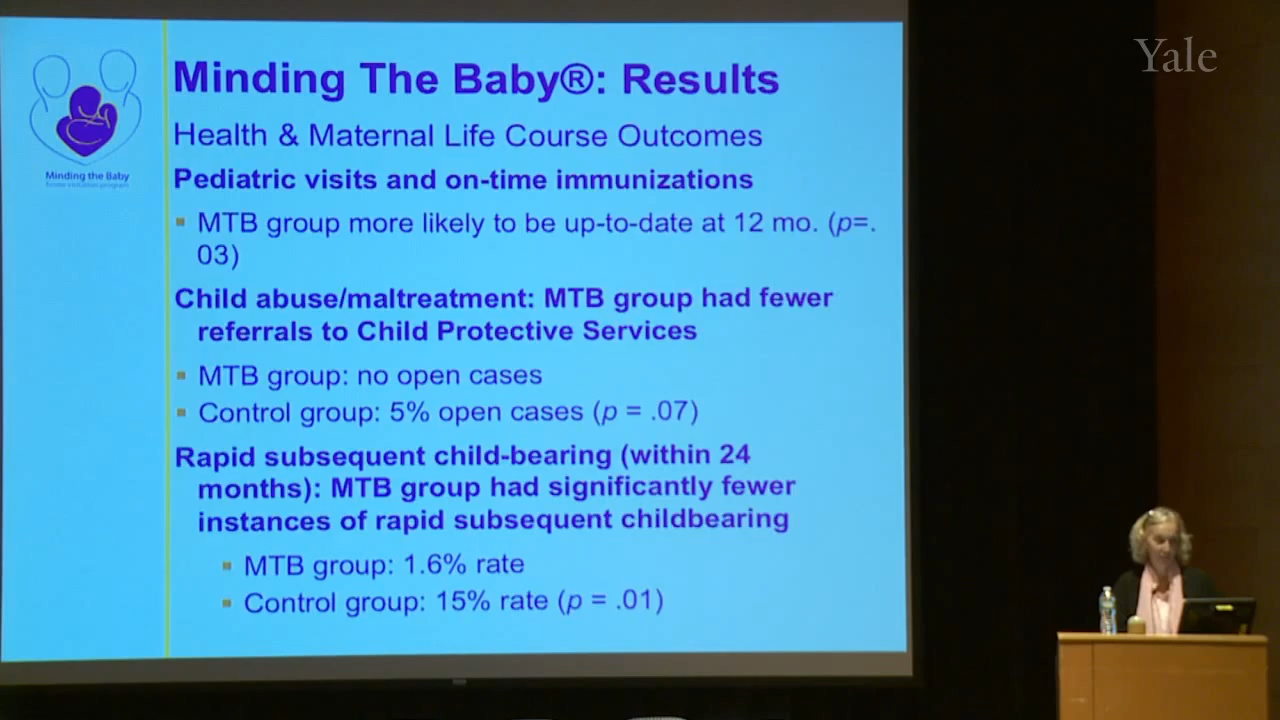 Yale
Minding The Baby®: Results
Health & Maternal Life Course Outcomes
Pediatric visits and on-time immunizations
MTB group more likely to be up-to-date at 12 mo. (p=.
03)
Child abuse/maltreatment: MTB group had fewer
referrals to Child Protective Services
MTB group: no open cases
Control group: 5% open cases (p = .07)
Rapid subsequent child-bearing (within 24
months): MTB group had significantly fewer
instances of rapid subsequent childbearing
MTB group: 1.6% rate
Control group: 15% rate (p = .01)
Minding the Baby
home visitation program